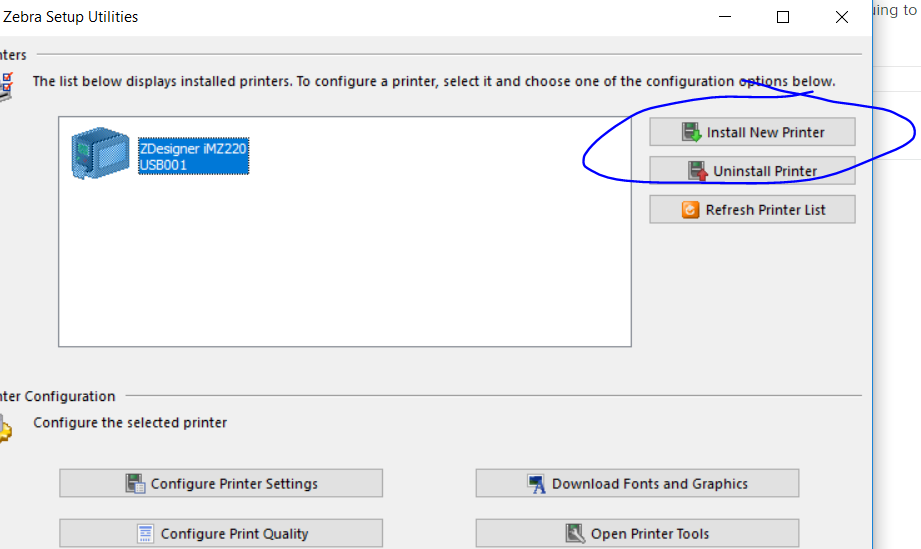 Zebra Setup Utilities
uing to
nters
The list below displays installed printers. To configure a printer, select it and choose one of the configuration options below.
ZDesigner iMZ220
USB001
Install New Printer
Uninstall Printer
Refresh Printer List
nter Configuration
Configure the selected printer
Configure Printer Settings
Download Fonts and Graphics
Configure Print Quality
Open Printer Tools